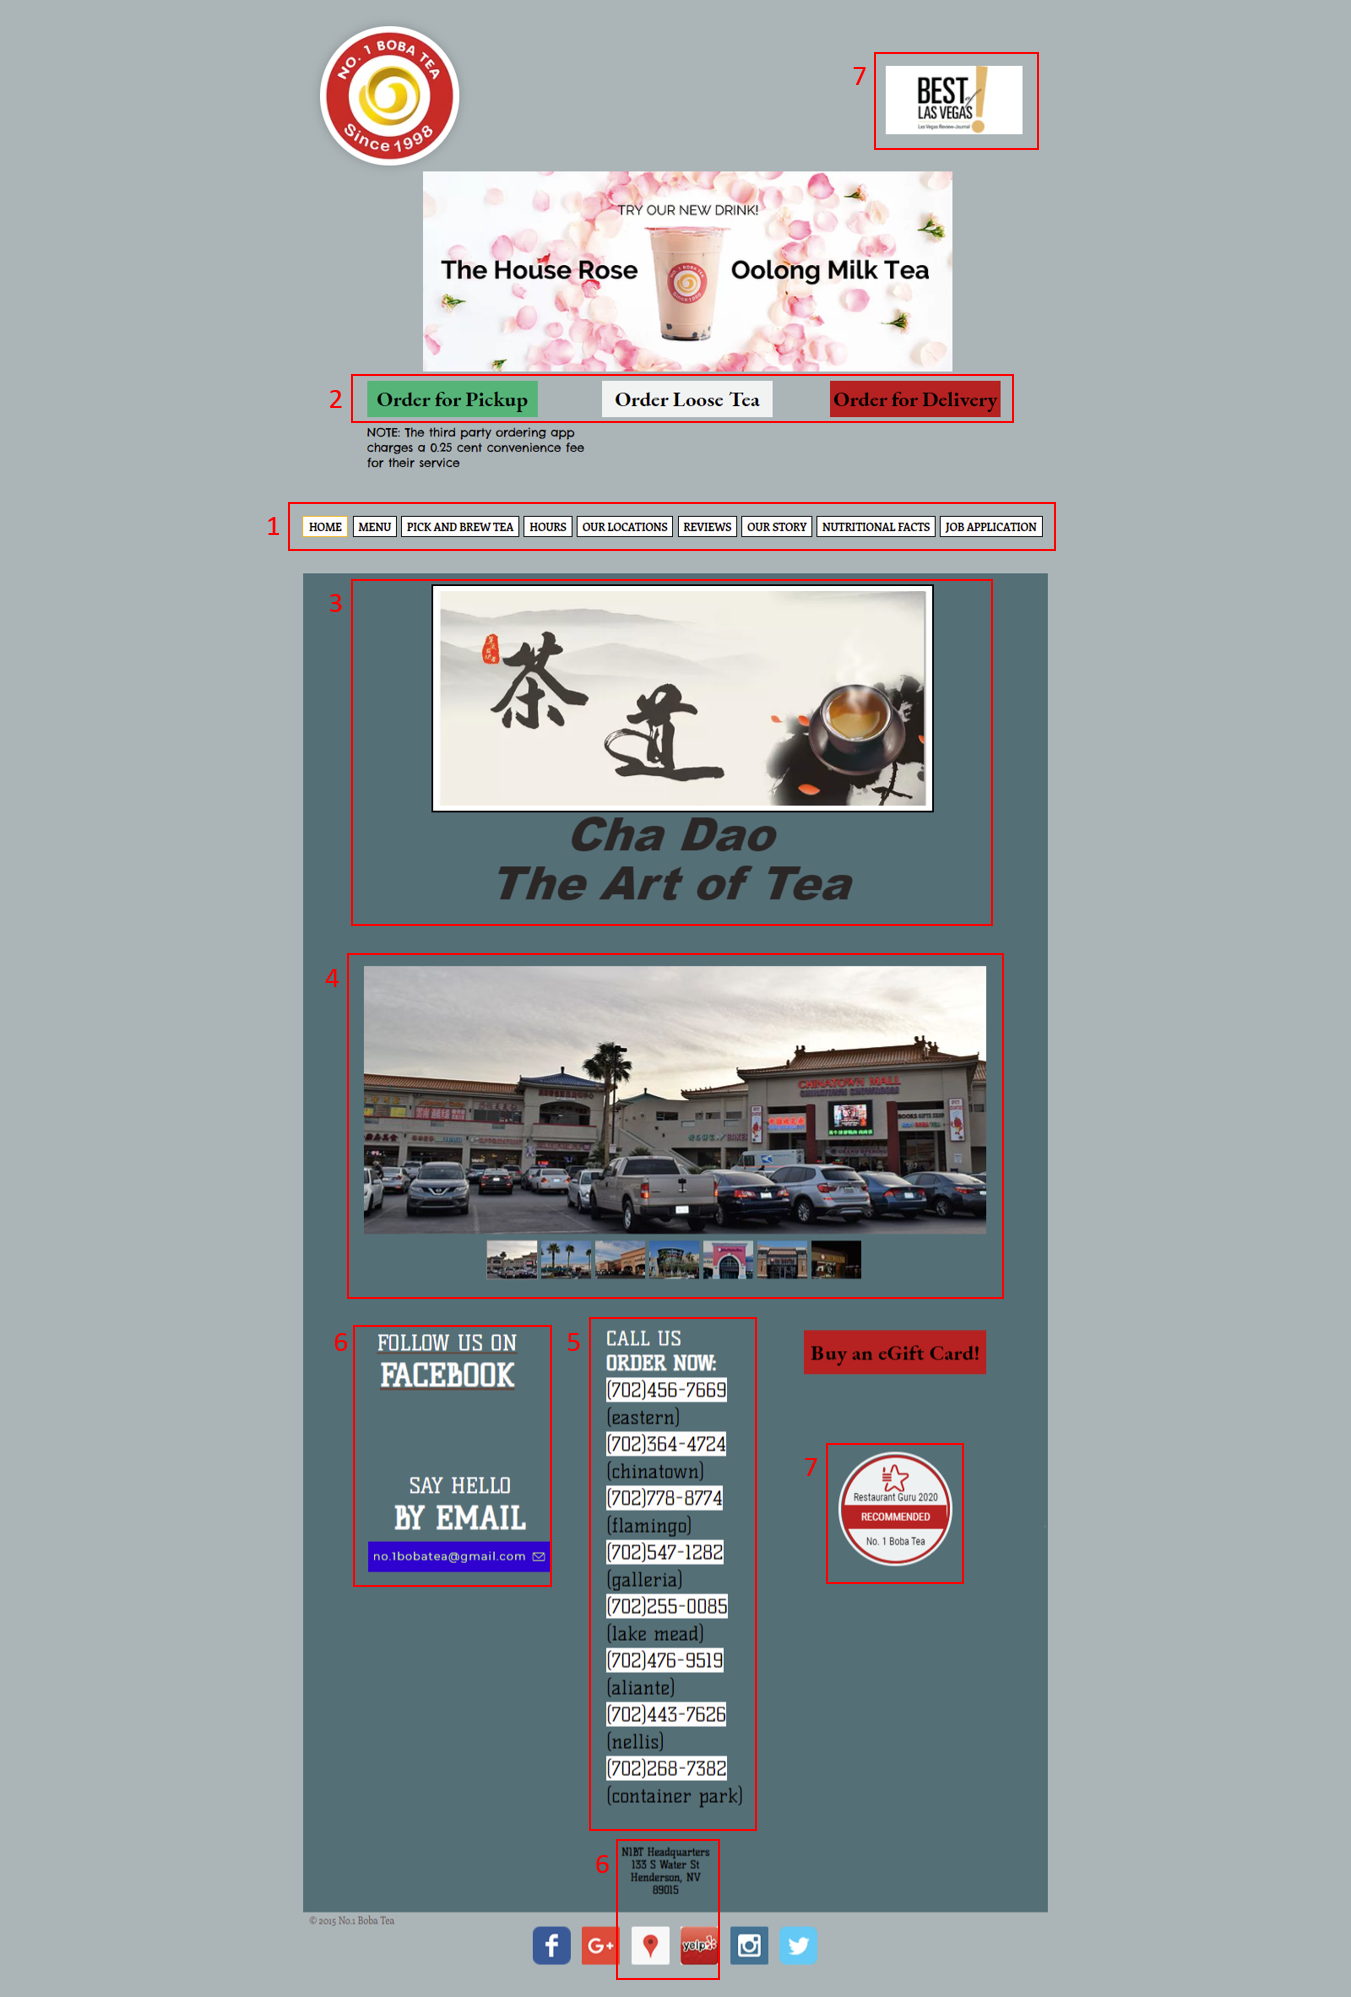 NO. 1 BOBA TEA
Since 1998
7
BEST of
LAS VEGAS
Las Vegas Review-Journal
TRY OUR NEW DRINK!
The House Rose
Oolong Milk Tea
2
Order for Pickup
Order Loose Tea
Order for Delivery
NOTE: The third party ordering app
charges a 0.25 cent convenience fee
for their service
1
HOME MENU PICK AND BREW TEA HOURS OUR LOCATIONS REVIEWS OUR STORY NUTRITIONAL FACTS JOB APPLICATION
3
茶道
Cha Dao
The Art of Tea
4
CHINATOWN MALL
6
FOLLOW US ON
FACEBOOK
SAY HELLO
BY EMAIL
no.1bobatea@gmail.com
5
CALL US
ORDER NOW:
(702)456-7669
(eastern)
(702)364-4724
(chinatown)
(702)778-8774
(flamingo)
(702)547-1282
(galleria)
(702)255-0085
(lake mead)
(702)476-9519
(aliante)
(702)443-7626
(nellis)
(702)268-7382
(container park)
Buy an eGift Card!
7
Restaurant Guru 2020
RECOMMENDED
No. 1 Boba Tea
6
N1BT Headquarters
133 S Water St
Henderson, NV
89015
© 2015 No.1 Boba Tea
f
G+
yelp